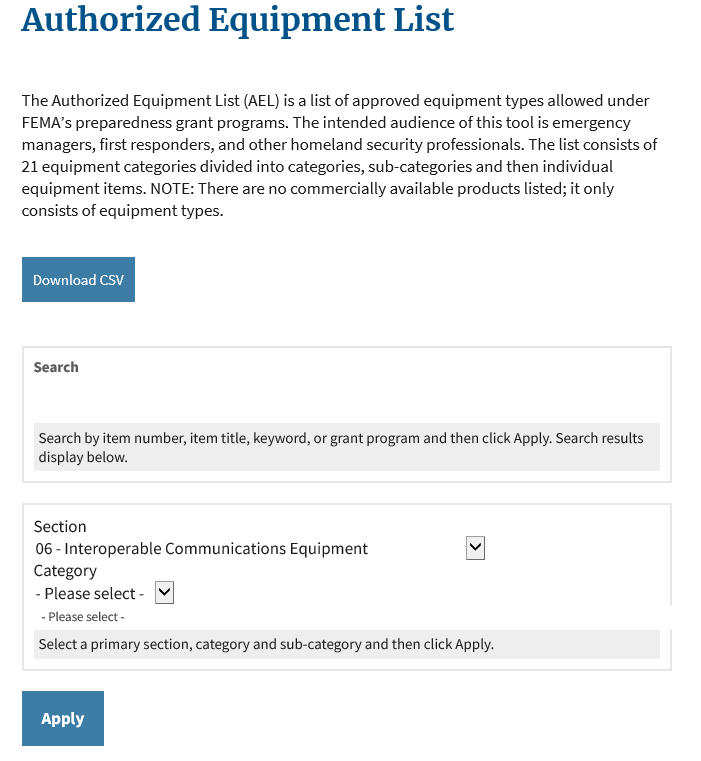 Authorized Equipment List
The Authorized Equipment List (AEL) is a list of approved equipment types allowed under
FEMA’s preparedness grant programs. The intended audience of this tool is emergency
managers, first responders, and other homeland security professionals. The list consists of
21 equipment categories divided into categories, sub-categories and then individual
equipment items. NOTE: There are no commercially available products listed; it only
consists of equipment types.
Download CSV
Search
Search by item number, item title, keyword, or grant program and then click Apply. Search results
display below.
Section
06 - Interoperable Communications Equipment
Category
- Please select -
- Please select -
Select a primary section, category and sub-category and then click Apply.
Apply